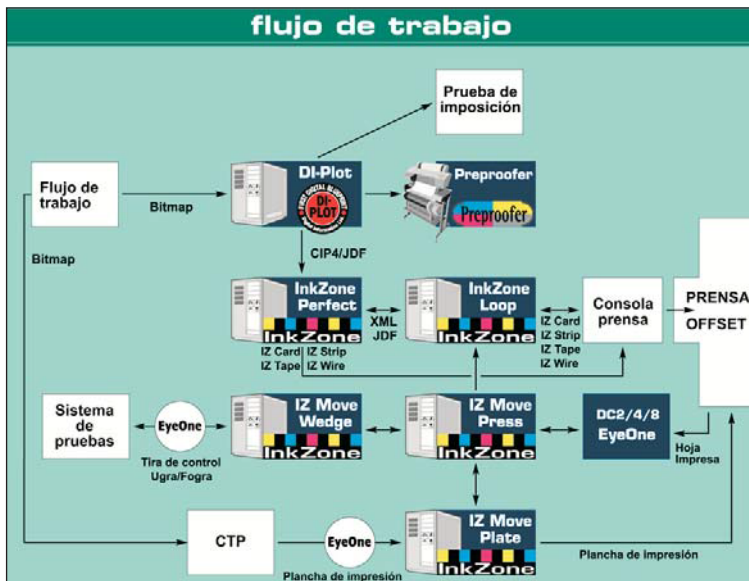 flujo de trabajo
Prueba de
imposición
Flujo de
trabajo
Bitmap
DI-Plot
DI-
PLOT
Preproofer
Preproofer
Bitmap
CIP4/JDF
InkZone
Perfect
InkZone
XML
JDF
InkZone
Loop
InkZone
IZ Card
IZ Strip
IZ Tape
IZ Wire
Consola
prensa
PRENSA
OFFSET
IZ Card
IZ Strip
IZ Tape
IZ Wire
Sistema
de
pruebas
EyeOne
Tira de control
Ugra/Fogra
IZ Move
Wedge
InkZone
IZ Move
Press
InkZone
DC2/4/8
EyeOne
Hoja
Impresa
CTP
EyeOne
Plancha de impresión
IZ Move
Plate
InkZone
Plancha de impresión